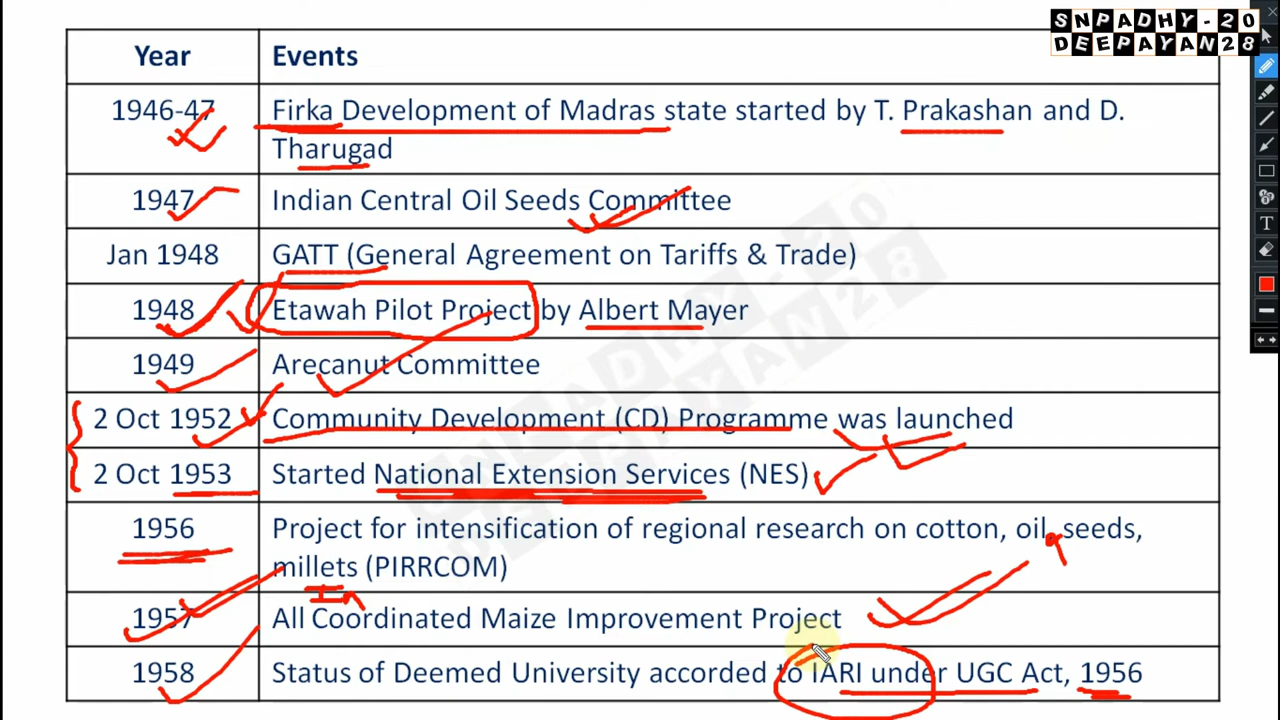 SNPADHY-20
DEEPAYAN28
Year Events
1946-47 Firka Development of Madras state started by T. Prakashan and D.
Tharugad
1947 Indian Central Oil Seeds Committee
Jan 1948 GATT (General Agreement on Tariffs & Trade)
1948 Etawah Pilot Project by Albert Mayer
1949 Arecanut Committee
2 Oct 1952 Community Development (CD) Programme was launched
2 Oct 1953 Started National Extension Services (NES)
1956 Project for intensification of regional research on cotton, oil, seeds,
millets (PIRRCOM)
In
1957 All Coordinated Maize Improvement Project
1958 Status of Deemed University accorded to IARI under UGC Act, 1956